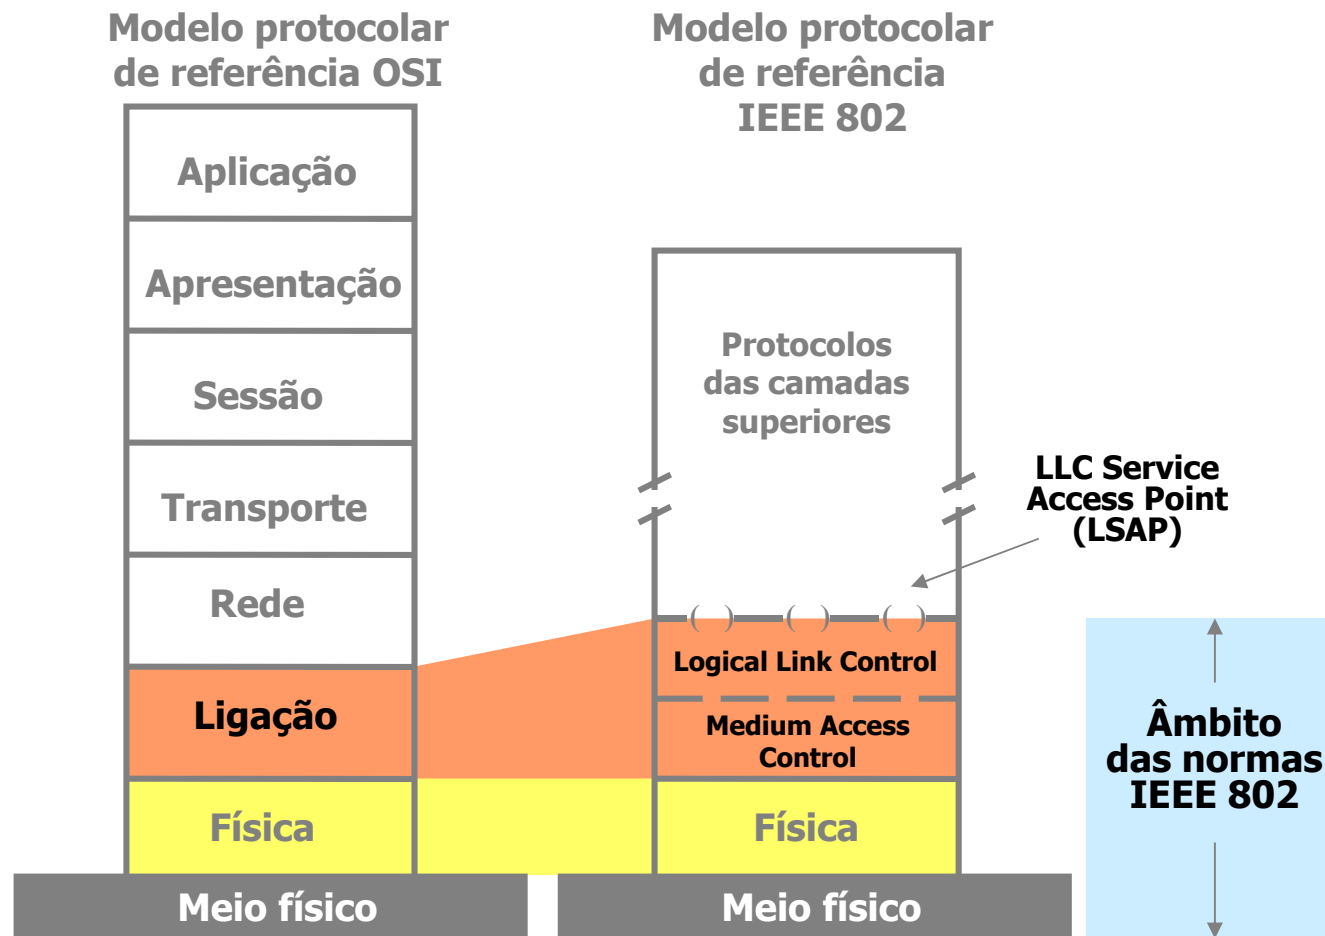 Modelo protocolar
de referência OSI
Aplicação
Apresentação
Sessão
Transporte
Rede
Ligação
Física
Meio físico
Modelo protocolar
de referência
IEEE 802
Protocolos
das camadas
superiores
LLC Service
Access Point
(LSAP)
Logical Link Control
Medium Access
Control
Física
Meio físico
Âmbito
das normas
IEEE 802